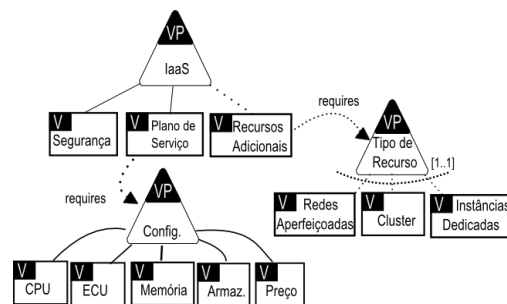 VP
IaaS
requires
VP
Tipo de
Recurso
[1..1]
V
Segurança
V
Plano de
Serviço
V
Recursos
Adicionais
requires
VP
Config.
V
Redes
Aperfeiçoadas
V
Cluster
V
Instâncias
Dedicadas
V
CPU
V
ECU
V
Memória
V
Armaz.
V
Preço